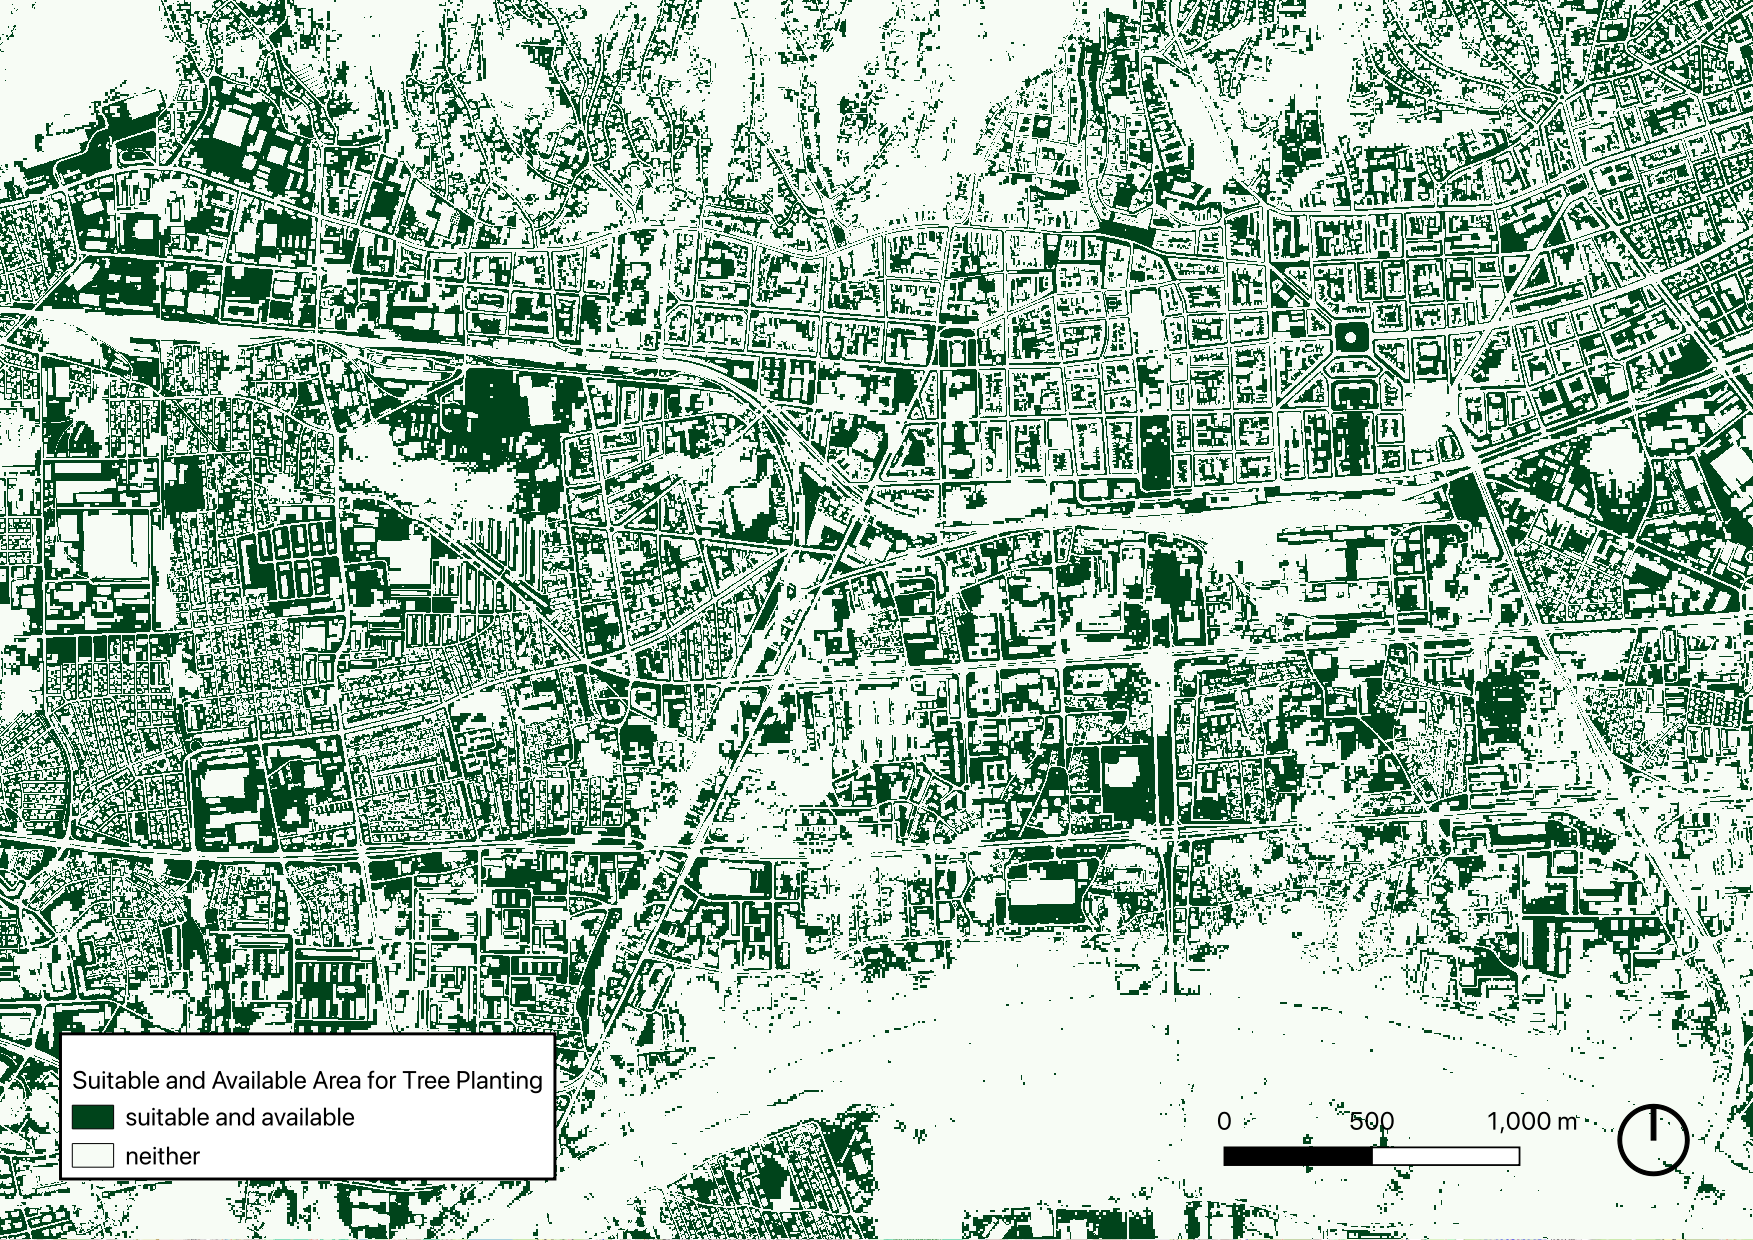 Suitable and Available Area for Tree Planting
suitable and available
neither
0 500 1,000 m